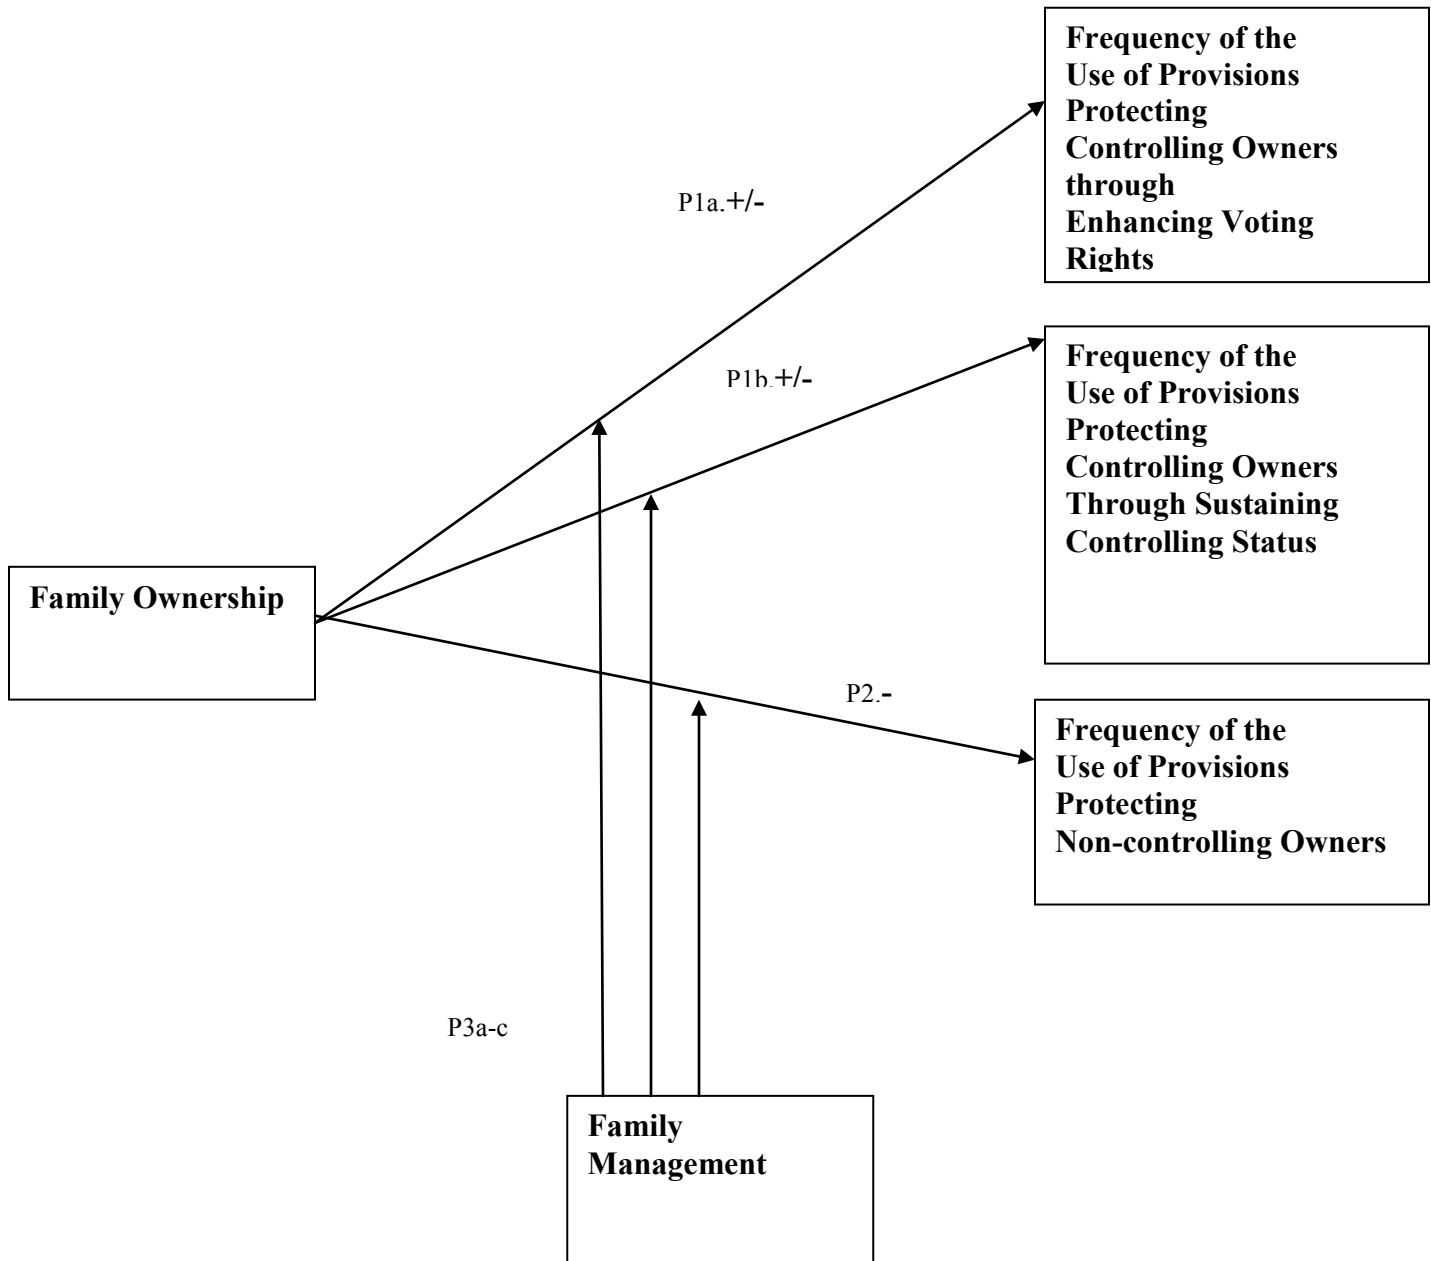 Frequency of the
Use of Provisions
Protecting
Controlling Owners
through
Enhancing Voting
Rights
P1a.+/-
Frequency of the
Use of Provisions
Protecting
Controlling Owners
Through Sustaining
Controlling Status
P1b.+/-
Family Ownership
P2.-
Frequency of the
Use of Provisions
Protecting
Non-controlling Owners
P3a-c
Family
Management